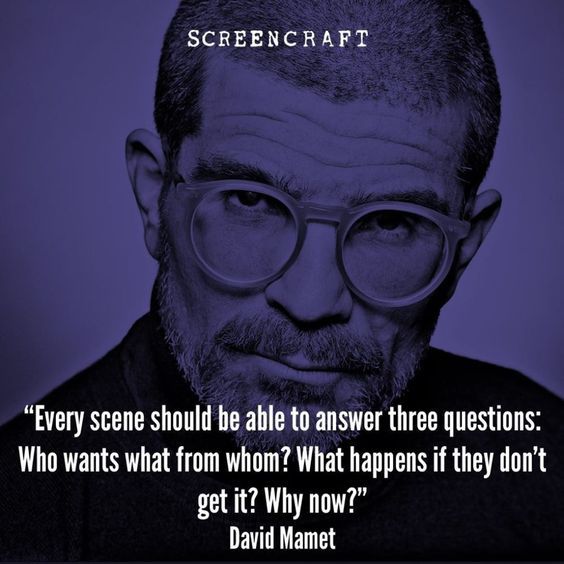 SCREENCRAFT
“Every scene should be able to answer three questions:
Who wants what from whom? What happens if they don’t
get it? Why now?”
David Mamet